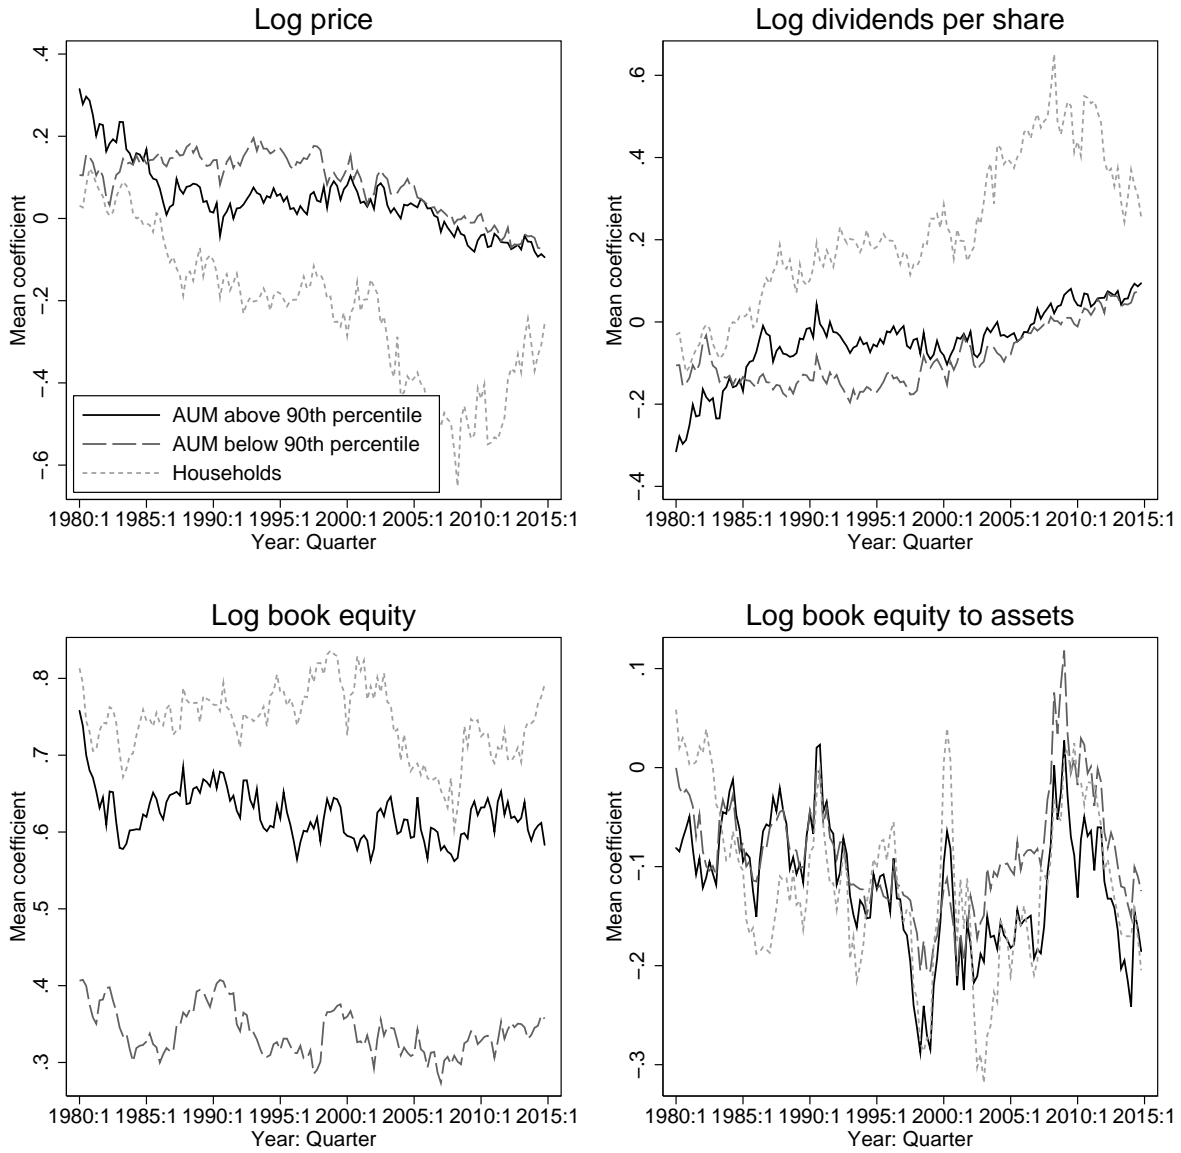 Log price
Mean coefficient
.4
.2
0
−.2
−.4
−.6
AUM above 90th percentile
AUM below 90th percentile
Households
1980:1 1985:1 1990:1 1995:1 2000:1 2005:1 2010:1 2015:1
Year: Quarter
Log dividends per share
Mean coefficient
.6
.4
.2
0
−.2
−.4
1980:1 1985:1 1990:1 1995:1 2000:1 2005:1 2010:1 2015:1
Year: Quarter
Log book equity
Mean coefficient
.8
.7
.6
.5
.4
.3
1980:1 1985:1 1990:1 1995:1 2000:1 2005:1 2010:1 2015:1
Year: Quarter
Log book equity to assets
Mean coefficient
.1
0
−.1
−.2
−.3
1980:1 1985:1 1990:1 1995:1 2000:1 2005:1 2010:1 2015:1
Year: Quarter